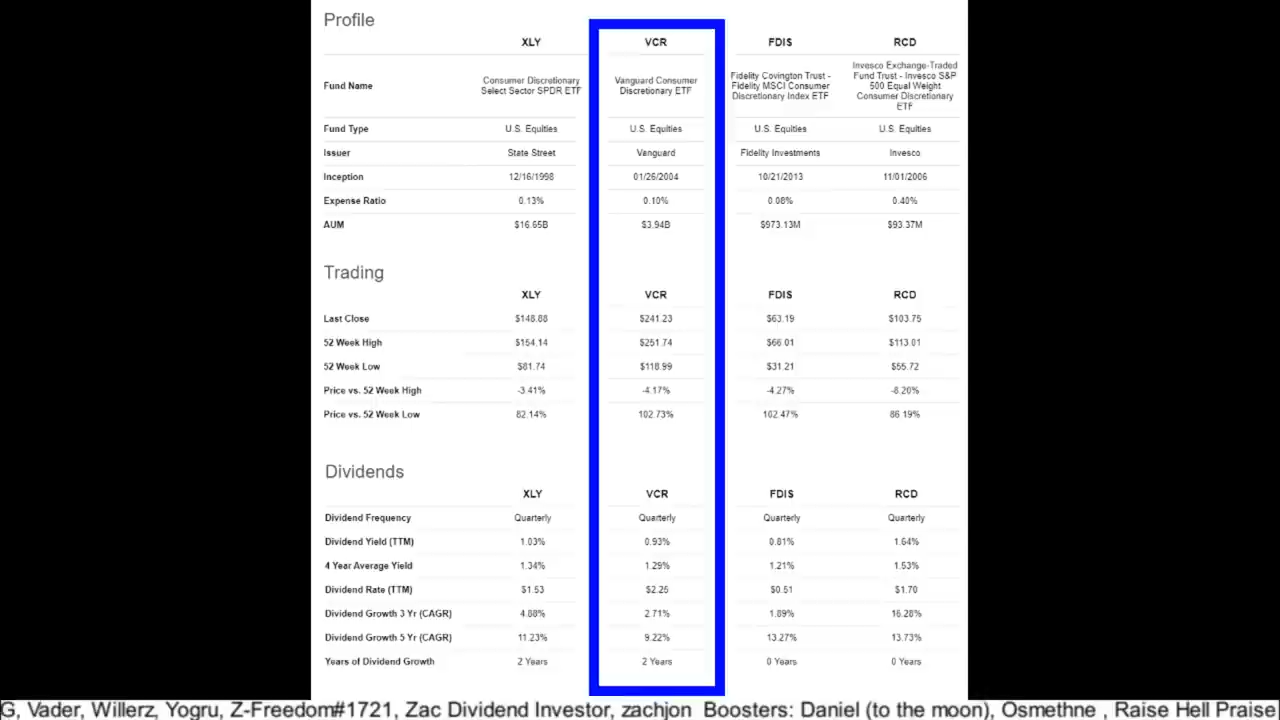 Profile
XLY VCR FDIS RCD
Fund Name Consumer Discretionary Select Sector SPDR ETF Vanguard Consumer Discretionary ETF Fidelity Covington Trust - Fidelity MSCI Consumer Discretionary Index ETF Invesco Exchange-Traded Fund Trust - Invesco S&P 500 Equal Weight Consumer Discretionary ETF
Fund Type U.S. Equities U.S. Equities U.S. Equities U.S. Equities
Issuer State Street Vanguard Fidelity Investments Invesco
Inception 12/16/1998 01/26/2004 10/21/2013 11/01/2006
Expense Ratio 0.13% 0.10% 0.08% 0.40%
AUM $16.65B $3.94B $973.13M $93.37M
Trading
XLY VCR FDIS RCD
Last Close $148.88 $241.23 $63.19 $103.75
52 Week High $154.14 $251.74 $66.01 $113.01
52 Week Low $81.74 $118.99 $31.21 $55.72
Price vs. 52 Week High -3.41% -4.17% -4.27% -8.20%
Price vs. 52 Week Low 82.14% 102.73% 102.47% 86.19%
Dividends
XLY VCR FDIS RCD
Dividend Frequency Quarterly Quarterly Quarterly Quarterly
Dividend Yield (TTM) 1.03% 0.93% 0.81% 1.64%
4 Year Average Yield 1.34% 1.29% 1.21% 1.53%
Dividend Rate (TTM) $1.53 $2.25 $0.51 $1.70
Dividend Growth 3 Yr (CAGR) 4.88% 2.71% 1.89% 16.28%
Dividend Growth 5 Yr (CAGR) 11.23% 9.22% 13.27% 13.73%
Years of Dividend Growth 2 Years 2 Years 0 Years 0 Years
G, Vader, Willerz, Yogru, Z-Freedom#1721, Zac Dividend Investor, zachjon Boosters: Daniel (to the moon), Osmethne , Raise Hell Praise